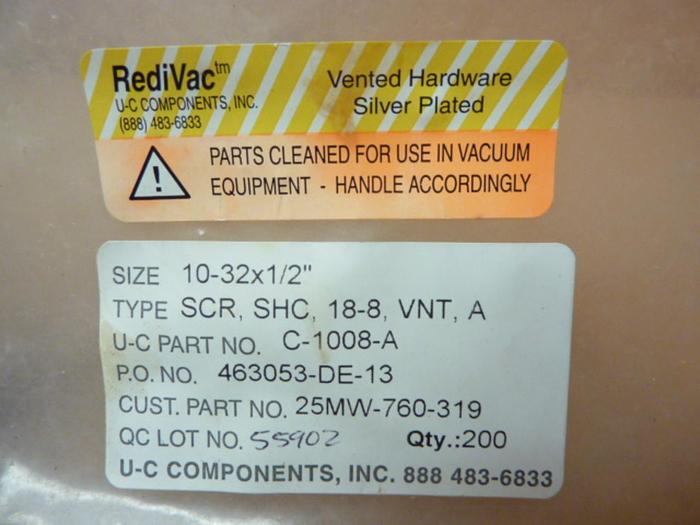 RediVac™
U-C COMPONENTS, INC.
(888) 483-6833
Vented Hardware
Silver Plated
!
PARTS CLEANED FOR USE IN VACUUM
EQUIPMENT - HANDLE ACCORDINGLY
SIZE 10-32x1/2"
TYPE SCR, SHC, 18-8, VNT, A
U-C PART NO. C-1008-A
P.O. NO. 463053-DE-13
CUST. PART NO. 25MW-760-319
QC LOT NO. 55902 Qty.:200
U-C COMPONENTS, INC. 888 483-6833